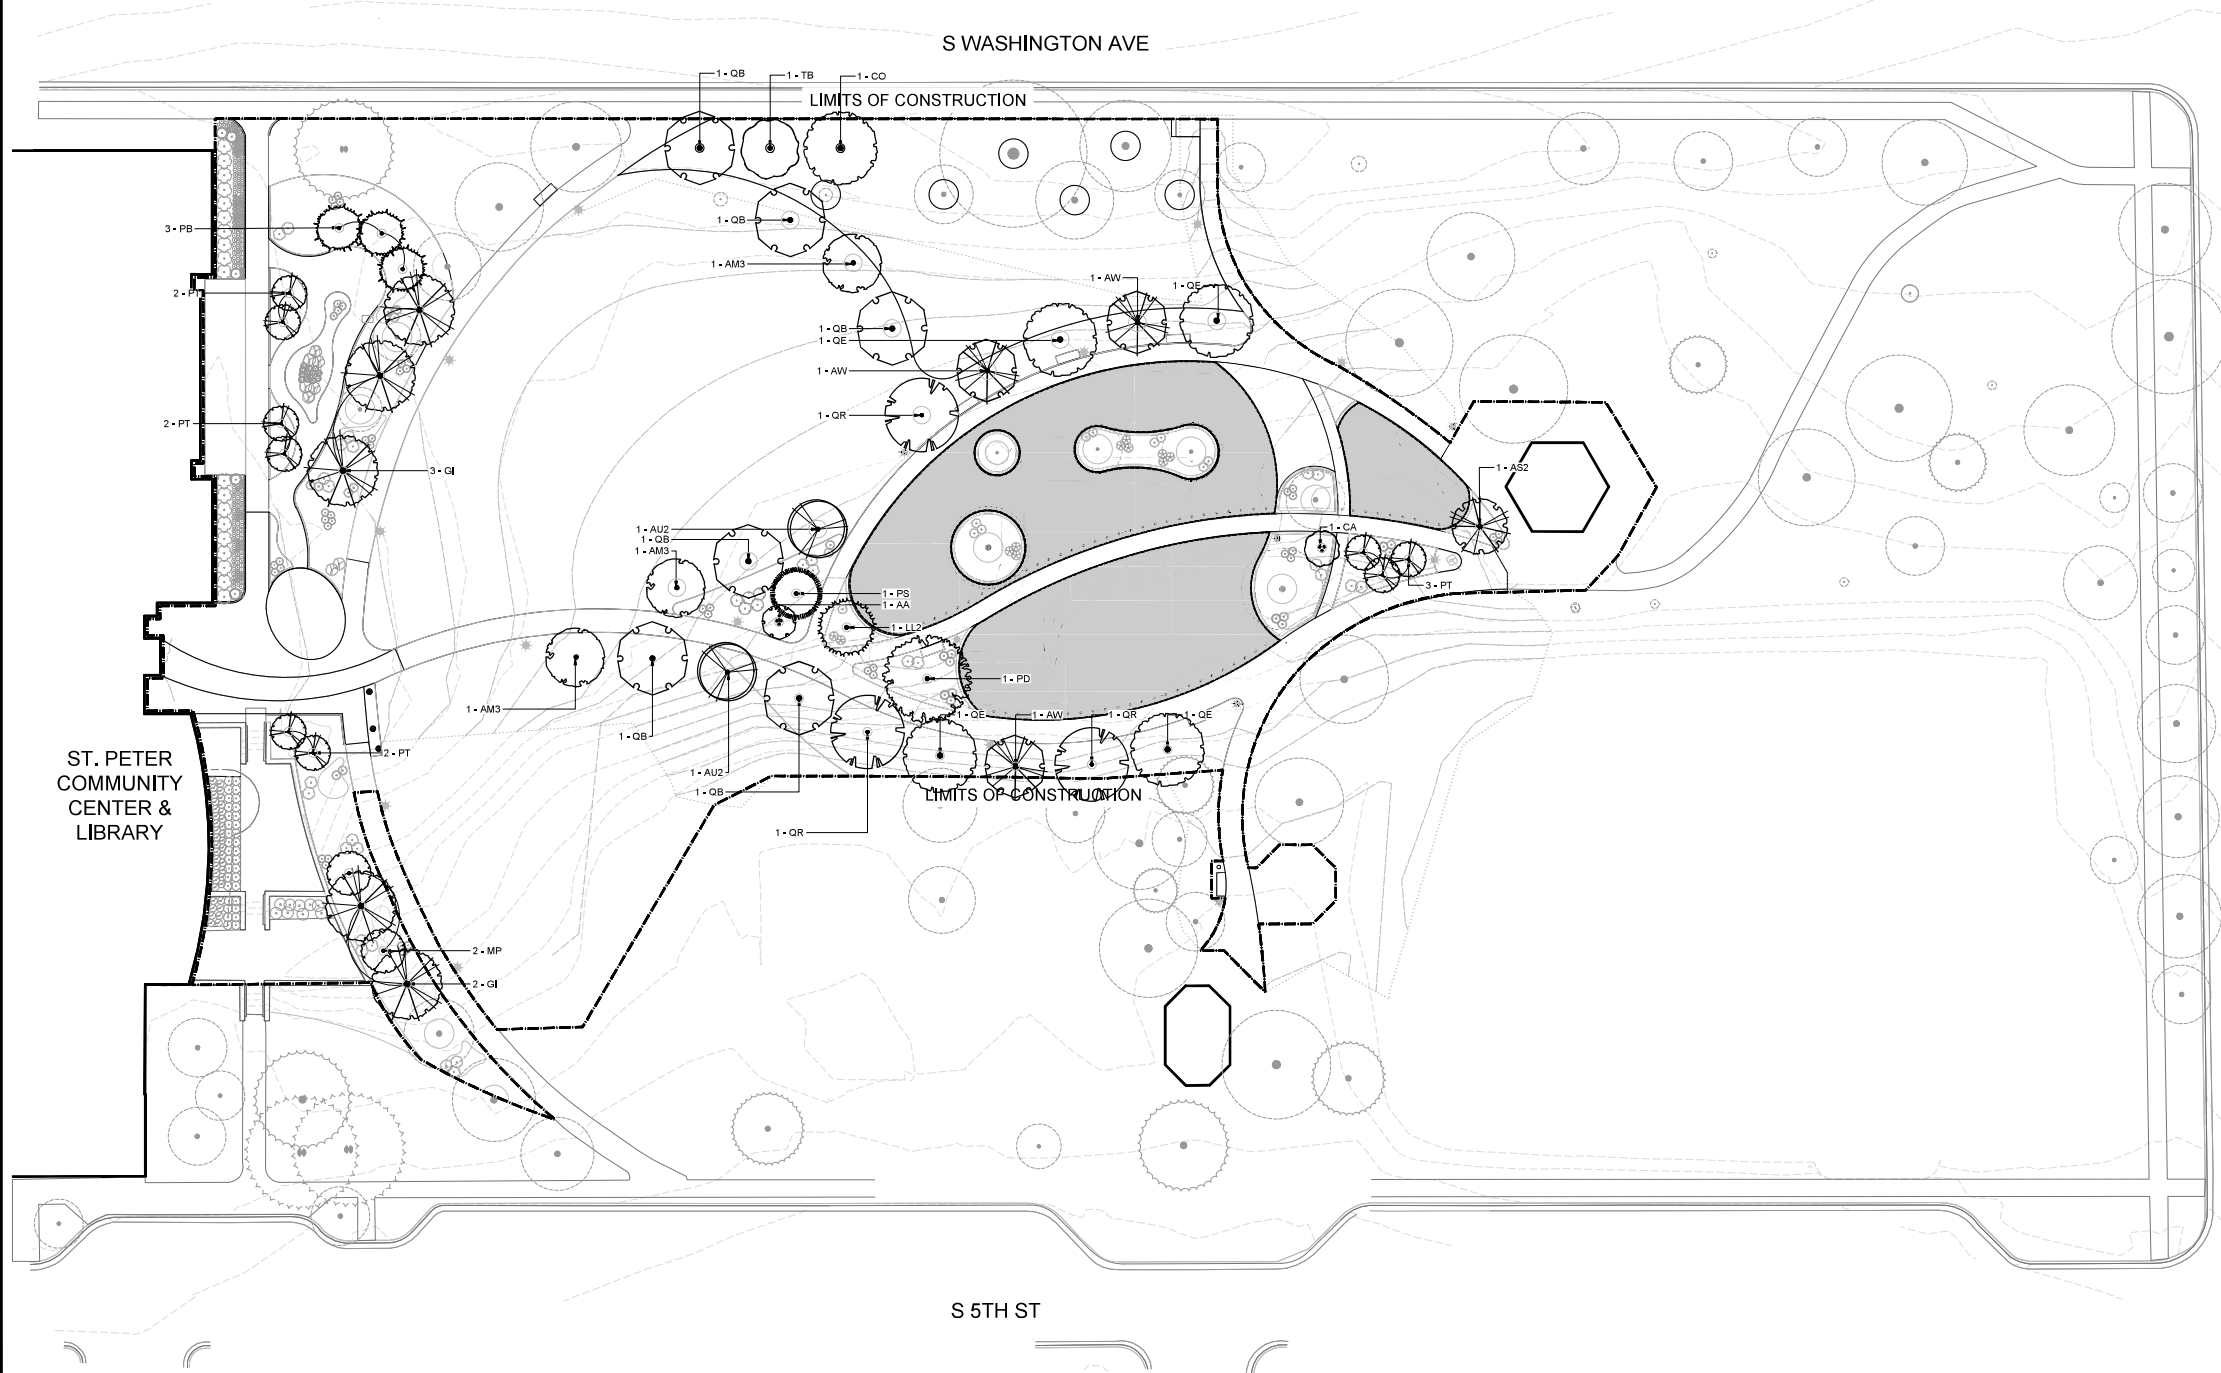 S WASHINGTON AVE
1 - QB
1 - TB
1 - CO
LIMITS OF CONSTRUCTION
1 - QB
3 - PB
1 - AM3
1 - AW
1 - QE
2 - PT
1 - QB
1 - QE
1 - AW
1 - QR
2 - PT
3 - GI
1 - AS2
1 - AU2
1 - QB
1 - AM3
1 - CA
3 - PT
1 - PS
1 - AA
1 - LL2
1 - PD
1 - AM3
1 - QE
1 - AW
1 - QR
1 - QE
1 - QB
2 - PT
1 - AU2
1 - QB
LIMITS OF CONSTRUCTION
ST. PETER
COMMUNITY
CENTER &
LIBRARY
1 - QR
2 - MP
2 - GI
S 5TH ST